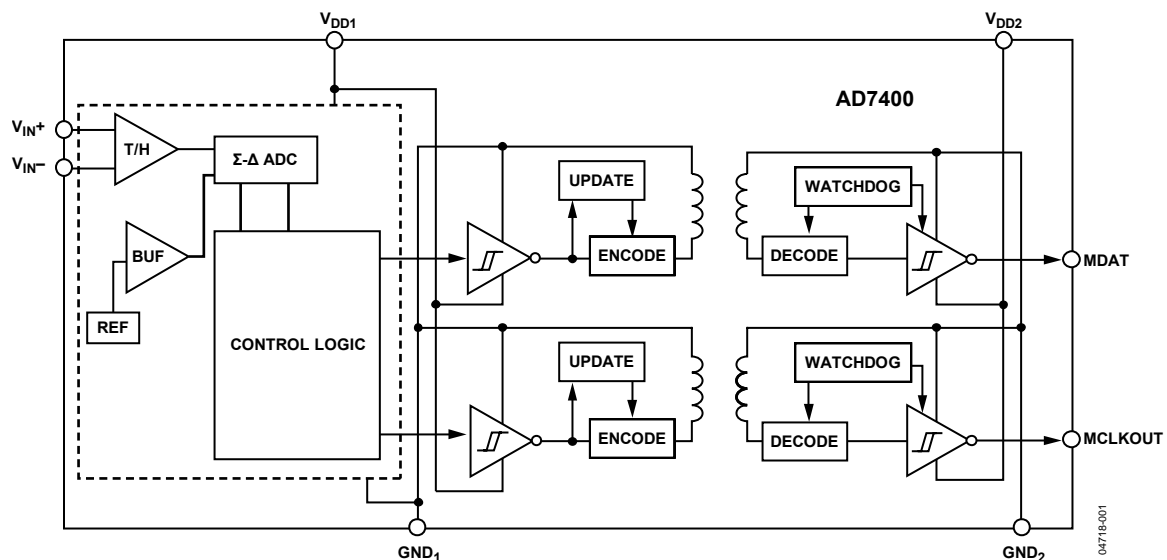 VDD1
VDD2
AD7400
VIN+
VIN–
T/H
Σ-Δ ADC
BUF
REF
CONTROL LOGIC
UPDATE
ENCODE
WATCHDOG
DECODE
MDAT
UPDATE
ENCODE
WATCHDOG
DECODE
MCLKOUT
GND1
GND2
04718-001